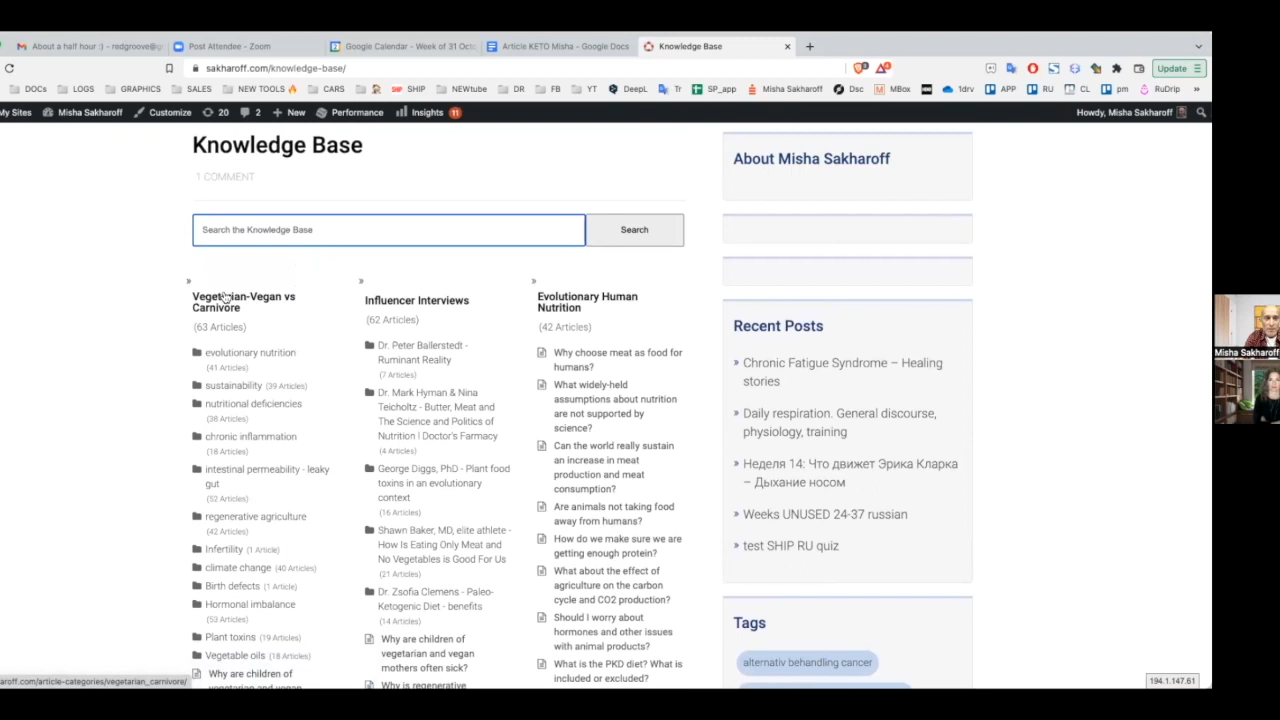 About a half hour :) - redgroove@g
Post Attendee - Zoom
Google Calendar - Week of 31 Oct
Article KETO Misha - Google Docs
Knowledge Base
sakharoff.com/knowledge-base/
Update
DOCs
LOGS
GRAPHICS
SALES
NEW TOOLS
CARS
SHIP
NEWtube
DR
FB
YT
DeepL
Tr
SP_app
Misha Sakharoff
Dsc
MBox
1drv
APP
RU
CL
pm
RuDrip
My Sites
Misha Sakharoff
Customize
20
2
New
Performance
Insights 11
Howdy, Misha Sakharoff
Knowledge Base
1 COMMENT
Search the Knowledge Base
Search
Vegetarian-Vegan vs
Carnivore
(63 Articles)
evolutionary nutrition
(41 Articles)
sustainability (39 Articles)
nutritional deficiencies
(38 Articles)
chronic inflammation
(18 Articles)
intestinal permeability - leaky
gut
(52 Articles)
regenerative agriculture
(42 Articles)
Infertility (1 Article)
climate change (40 Articles)
Birth defects (1 Article)
Hormonal imbalance
(53 Articles)
Plant toxins (19 Articles)
Vegetable oils (18 Articles)
Why are children of
vegetarian and vegan
Influencer Interviews
(62 Articles)
Dr. Peter Ballerstedt -
Ruminant Reality
(7 Articles)
Dr. Mark Hyman & Nina
Teicholtz - Butter, Meat and
The Science and Politics of
Nutrition | Doctor's Farmacy
(4 Articles)
George Diggs, PhD - Plant food
toxins in an evolutionary
context
(16 Articles)
Shawn Baker, MD, elite athlete -
How Is Eating Only Meat and
No Vegetables is Good For Us
(21 Articles)
Dr. Zsofia Clemens - Paleo-
Ketogenic Diet - benefits
(14 Articles)
Why are children of
vegetarian and vegan
mothers often sick?
Why is regenerative
Evolutionary Human
Nutrition
(42 Articles)
Why choose meat as food for
humans?
What widely-held
assumptions about nutrition
are not supported by
science?
Can the world really sustain
an increase in meat
production and meat
consumption?
Are animals not taking food
away from humans?
How do we make sure we are
getting enough protein?
What about the effect of
agriculture on the carbon
cycle and CO2 production?
Should I worry about
hormones and other issues
with animal products?
What is the PKD diet? What is
included or excluded?
About Misha Sakharoff
Recent Posts
Chronic Fatigue Syndrome – Healing
stories
Daily respiration. General discourse,
physiology, training
Неделя 14: Что движет Эрика Кларка
– Дыхание носом
Weeks UNUSED 24-37 russian
test SHIP RU quiz
Tags
alternativ behandling cancer
Misha Sakharoff
aroff.com/article-categories/vegetarian_carnivore/
194.1.147.61